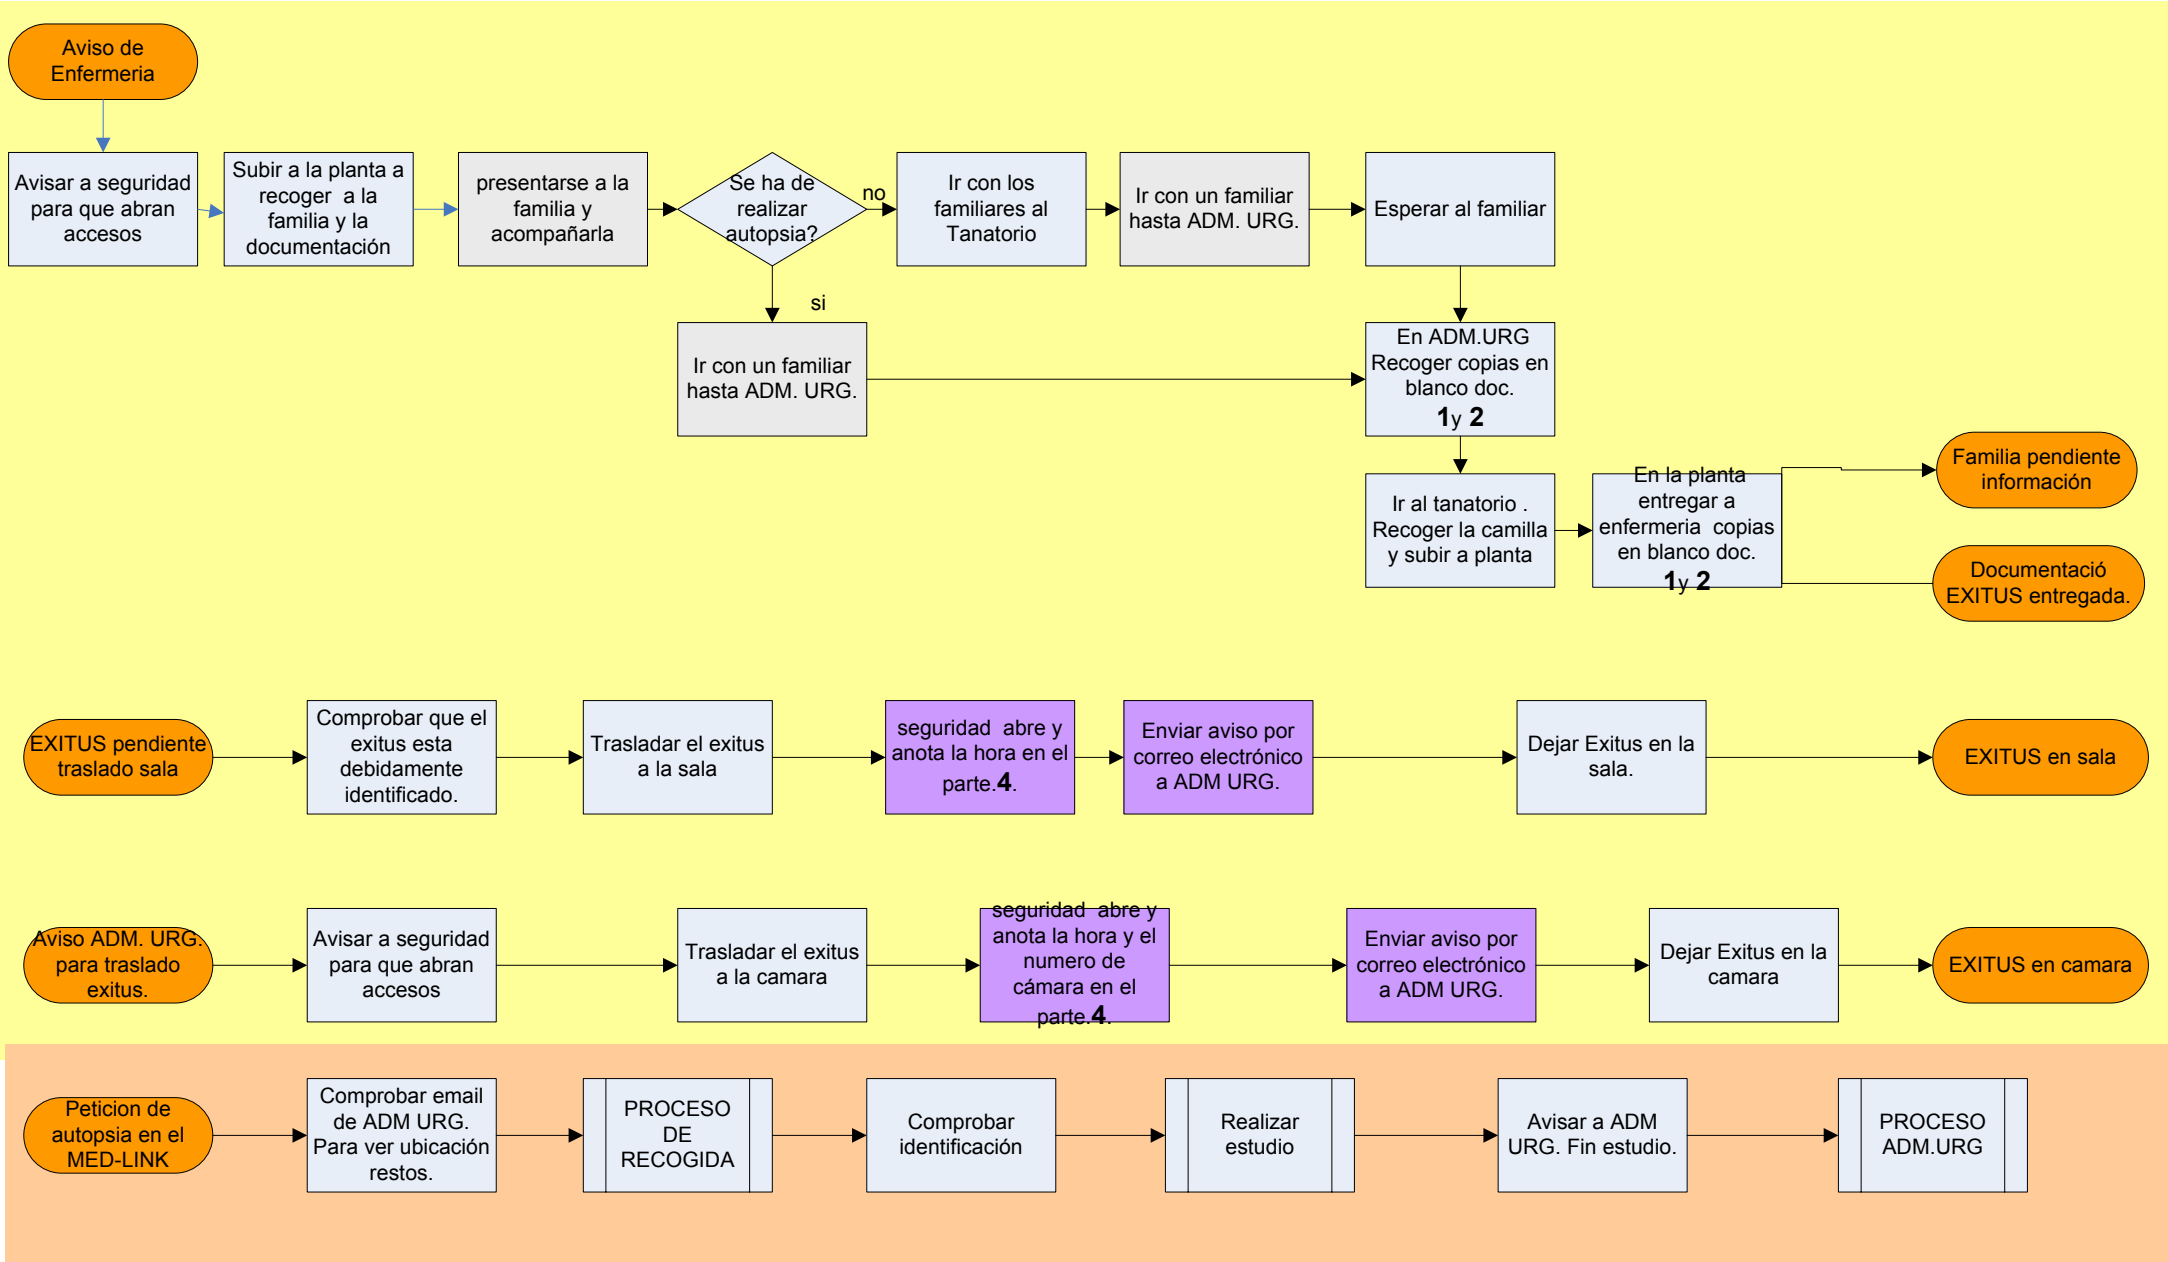 Aviso de
Enfermeria
Avisar a seguridad
para que abran
accesos
Subir a la planta a
recoger a la
familia y la
documentación
presentarse a la
familia y
acompañarla
Se ha de
realizar
autopsia?
no
Ir con los
familiares al
Tanatorio
Ir con un familiar
hasta ADM. URG.
Esperar al familiar
si
Ir con un familiar
hasta ADM. URG.
En ADM.URG
Recoger copias en
blanco doc.
1y 2
Ir al tanatorio .
Recoger la camilla
y subir a planta
En la planta
entregar a
enfermeria copias
en blanco doc.
1y 2
Familia pendiente
información
Documentació
EXITUS entregada.
EXITUS pendiente
traslado sala
Comprobar que el
exitus esta
debidamente
identificado.
Trasladar el exitus
a la sala
seguridad abre y
anota la hora en el
parte.4.
Enviar aviso por
correo electrónico
a ADM URG.
Dejar Exitus en la
sala.
EXITUS en sala
Aviso ADM. URG.
para traslado
exitus.
Avisar a seguridad
para que abran
accesos
Trasladar el exitus
a la camara
seguridad abre y
anota la hora y el
numero de
cámara en el
parte.4.
Enviar aviso por
correo electrónico
a ADM URG.
Dejar Exitus en la
camara
EXITUS en camara
Peticion de
autopsia en el
MED-LINK
Comprobar email
de ADM URG.
Para ver ubicación
restos.
PROCESO
DE
RECOGIDA
Comprobar
identificación
Realizar
estudio
Avisar a ADM
URG. Fin estudio.
PROCESO
ADM.URG